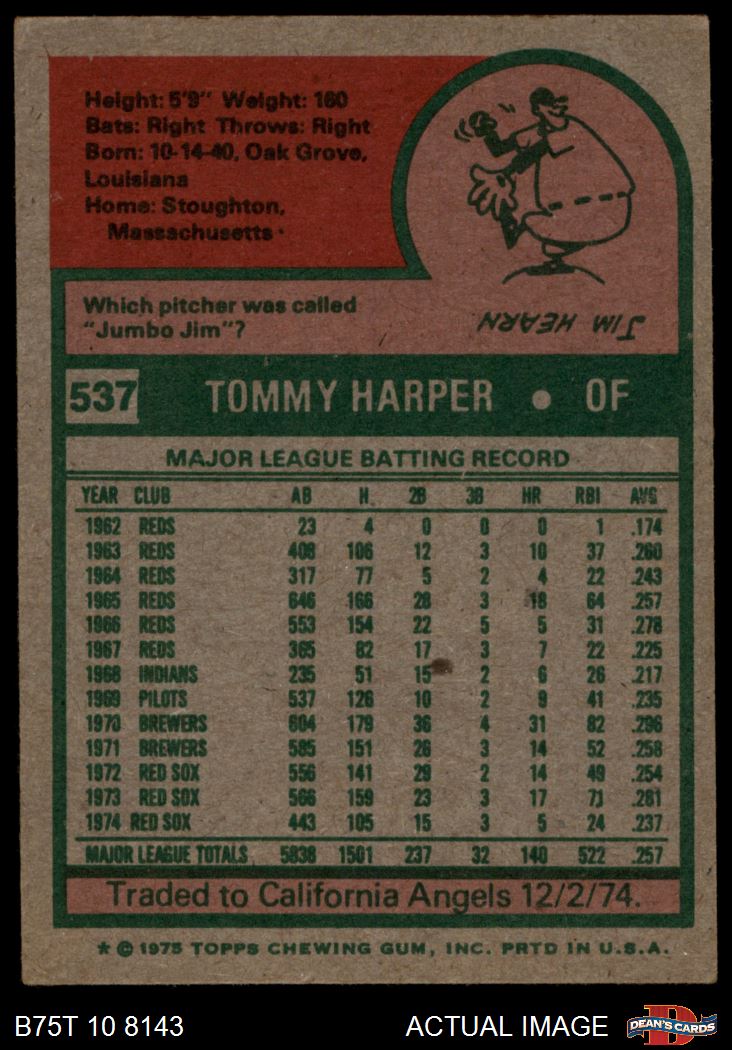 Height: 5'9" Weight: 160
Bats: Right Throws: Right
Born: 10-14-40, Oak Grove,
Louisiana
Home: Stoughton,
Massachusetts
Which pitcher was called
"Jumbo Jim"?
JIM HEARN
537 TOMMY HARPER • OF
MAJOR LEAGUE BATTING RECORD
YEAR CLUB AB H. 2B 3B HR RBI AVG
1962 REDS 23 4 0 0 0 1 .174
1963 REDS 408 106 12 3 10 37 .260
1964 REDS 317 77 5 2 4 22 .243
1965 REDS 646 166 28 3 18 64 .257
1966 REDS 553 154 22 5 5 31 .278
1967 REDS 365 82 17 3 7 22 .225
1968 INDIANS 235 51 15 2 6 26 .217
1969 PILOTS 537 126 10 2 9 41 .235
1970 BREWERS 604 179 36 4 31 82 .296
1971 BREWERS 585 151 26 3 14 52 .258
1972 RED SOX 556 141 29 2 14 49 .254
1973 RED SOX 566 159 23 3 17 71 .281
1974 RED SOX 443 105 15 3 5 24 .237
MAJOR LEAGUE TOTALS 5838 1501 237 32 140 522 .257
Traded to California Angels 12/2/74.
* © 1975 TOPPS CHEWING GUM, INC. PRTD IN U.S.A.
B75T 10 8143 ACTUAL IMAGE DEAN'S CARDS